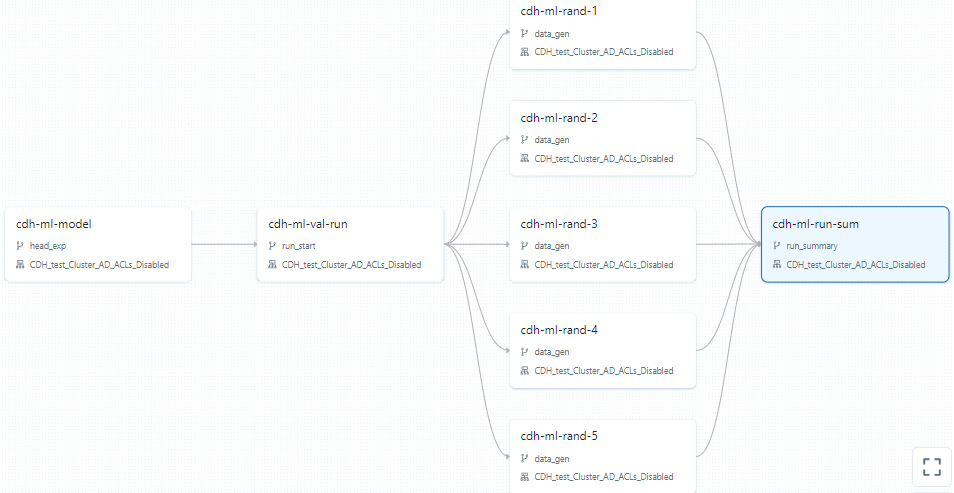 cdh-ml-rand-1
data_gen
CDH_test_Cluster_AD_ACLs_Disabled
cdh-ml-rand-2
data_gen
CDH_test_Cluster_AD_ACLs_Disabled
cdh-ml-model
head_exp
CDH_test_Cluster_AD_ACLs_Disabled
cdh-ml-val-run
run_start
CDH_test_Cluster_AD_ACLs_Disabled
cdh-ml-rand-3
data_gen
CDH_test_Cluster_AD_ACLs_Disabled
cdh-ml-run-sum
run_summary
CDH_test_Cluster_AD_ACLs_Disabled
cdh-ml-rand-4
data_gen
CDH_test_Cluster_AD_ACLs_Disabled
cdh-ml-rand-5
data_gen
CDH_test_Cluster_AD_ACLs_Disabled